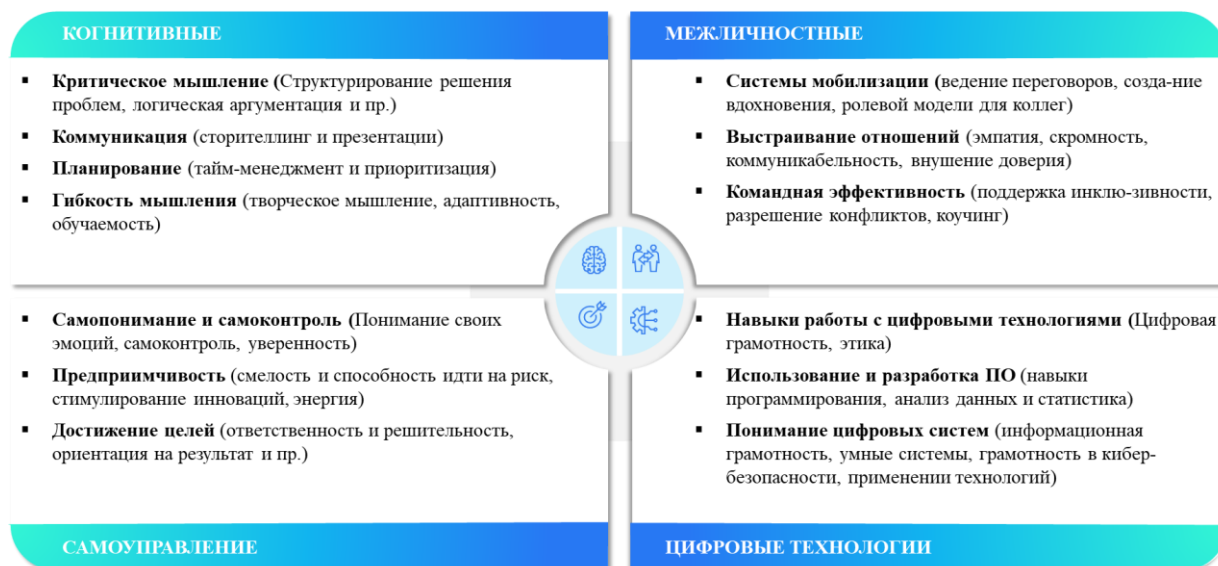 КОГНИТИВНЫЕ
▪ Критическое мышление (Структурирование решения
проблем, логическая аргументация и пр.)
▪ Коммуникация (сторителлинг и презентации)
▪ Планирование (тайм-менеджмент и приоритизация)
▪ Гибкость мышления (творческое мышление, адаптивность,
обучаемость)
МЕЖЛИЧНОСТНЫЕ
▪ Системы мобилизации (ведение переговоров, созда-ние
вдохновения, ролевой модели для коллег)
▪ Выстраивание отношений (эмпатия, скромность,
коммуникабельность, внушение доверия)
▪ Командная эффективность (поддержка инклю-зивности,
разрешение конфликтов, коучинг)
▪ Самопонимание и самоконтроль (Понимание своих
эмоций, самоконтроль, уверенность)
▪ Предприимчивость (смелость и способность идти на риск,
стимулирование инноваций, энергия)
▪ Достижение целей (ответственность и решительность,
ориентация на результат и пр.)
САМОУПРАВЛЕНИЕ
▪ Навыки работы с цифровыми технологиями (Цифровая
грамотность, этика)
▪ Использование и разработка ПО (навыки
программирования, анализ данных и статистика)
▪ Понимание цифровых систем (информационная
грамотность, умные системы, грамотность в кибер-
безопасности, применении технологий)
ЦИФРОВЫЕ ТЕХНОЛОГИИ